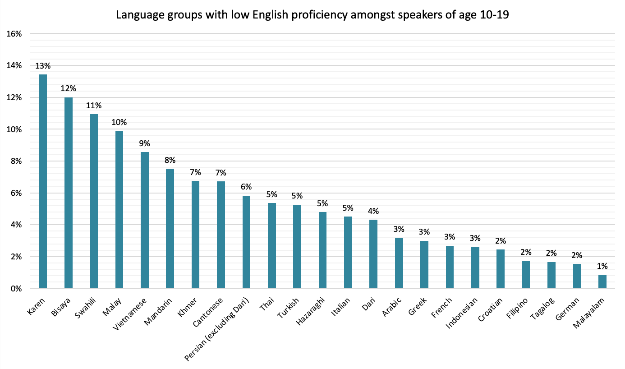 Language groups with low English proficiency amongst speakers of age 10-19
16%
14%
12%
10%
8%
6%
4%
2%
0%
13%
12%
11%
10%
9%
8%
7%
7%
6%
5%
5%
5%
5%
4%
3%
3%
3%
3%
2%
2%
2%
2%
1%
Karen
Bisaya
Swahili
Malay
Vietnamese
Mandarin
Khmer
Cantonese
Persian (excluding Dari)
Thai
Turkish
Hazaraghi
Italian
Dari
Arabic
Greek
French
Indonesian
Croatian
Filipino
Tagalog
German
Malayalam